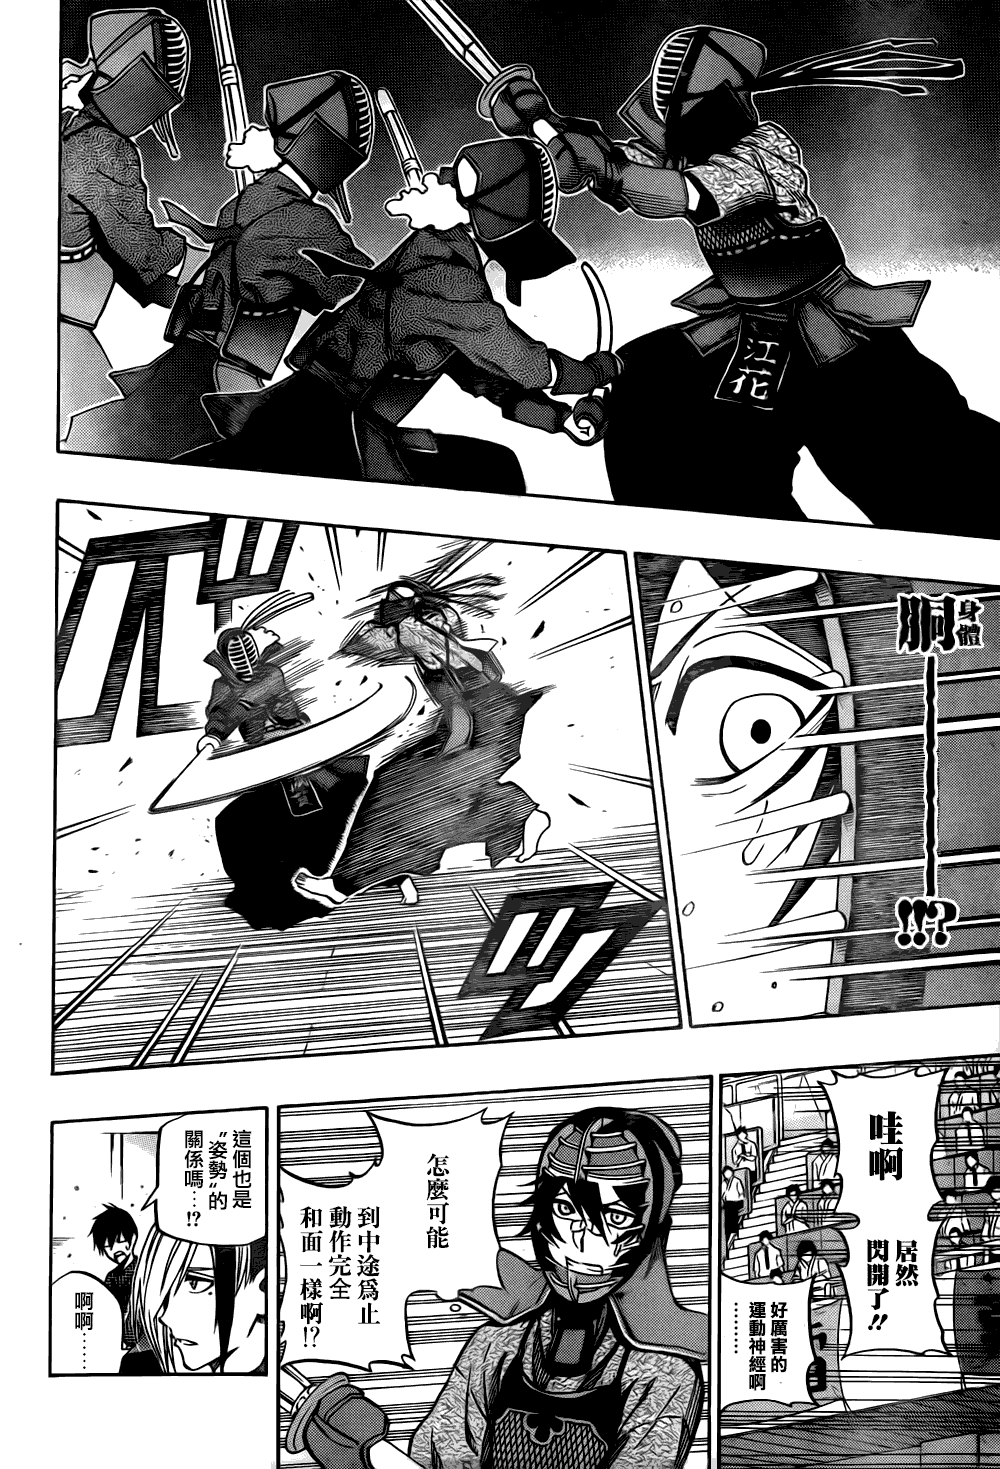 江花
胴
身體
——!!?
バ
ッ
哇啊
居然
閃開了!!
好厲害的
運動神經啊
………
怎麼可能
到中途爲止
動作完全
和面一樣啊!?
這個也是
"姿勢"的
關係嗎…!?
啊啊……